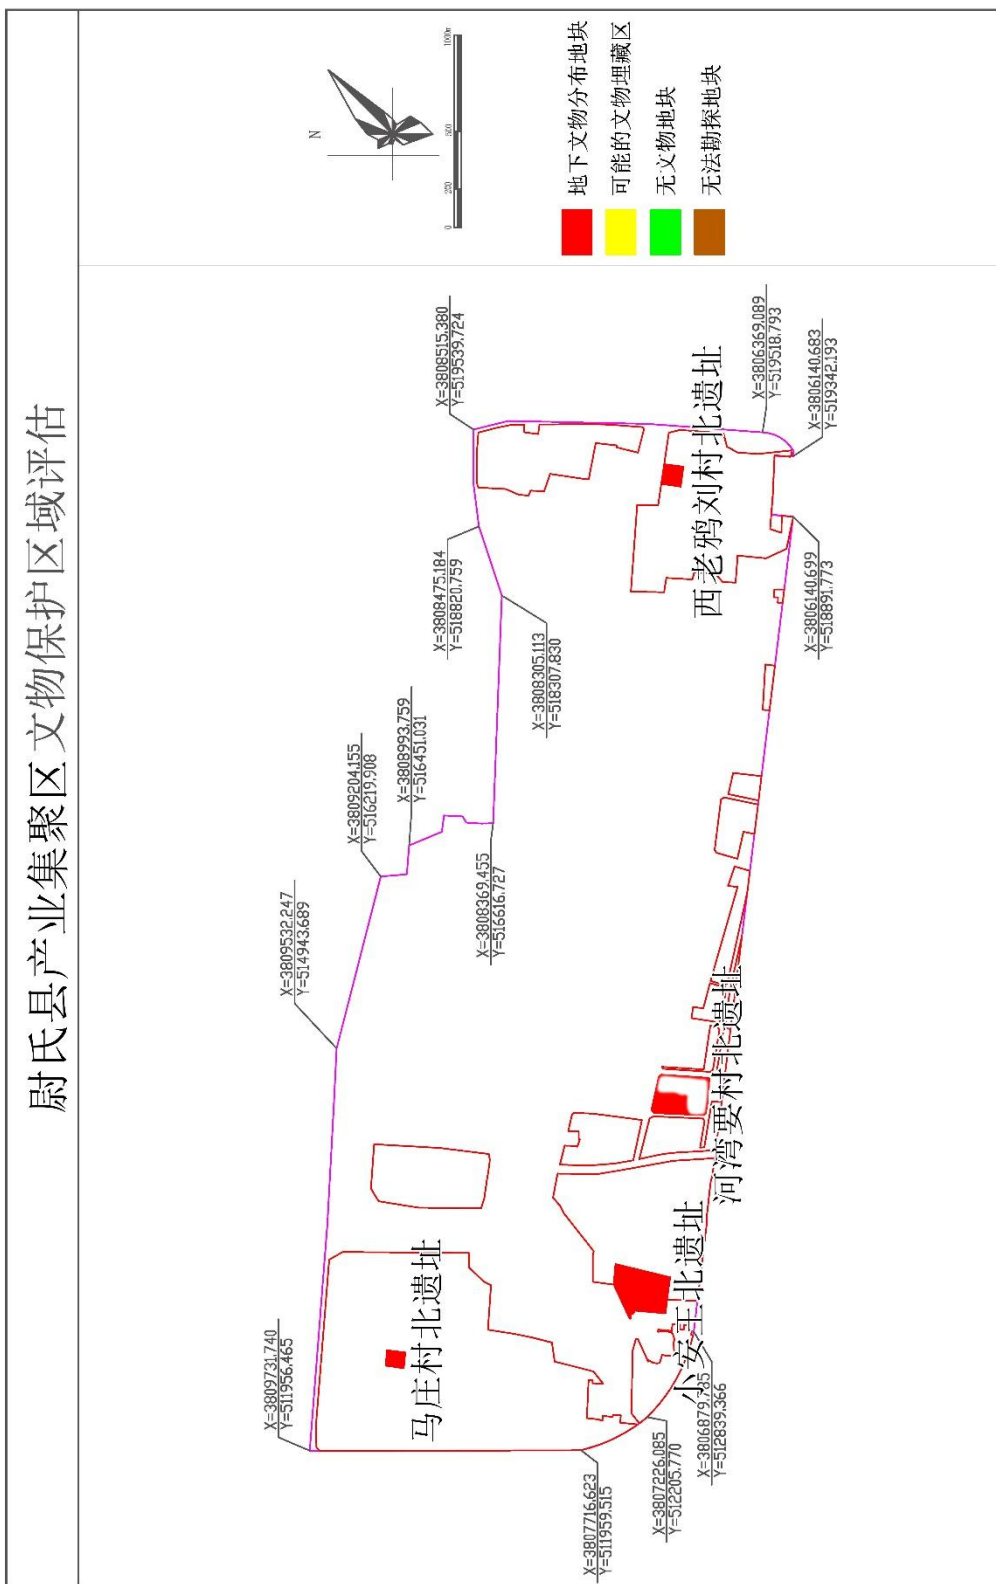 尉氏县产业集聚区文物保护区域评估
N
0 250 500 1000m
地下文物分布地块
可能的文物埋藏区
无文物地块
无法勘探地块
X=3809731.740
Y=511956.465
X=3809532.247
Y=514943.689
X=3809204.155
Y=516219.908
X=3808993.759
Y=516451.031
X=3808369.455
Y=516616.727
X=3808305.113
Y=518307.830
X=3808475.184
Y=518820.759
X=3808515.380
Y=519539.724
X=3806369.089
Y=519518.793
X=3806140.683
Y=519342.193
X=3806140.699
Y=518891.773
Y=512839.366
X=3807226.085
Y=512205.770
X=3807716.623
Y=511959.515
马庄村北遗址
小安王北遗址
河湾要村北遗址
西老鸦刘村北遗址